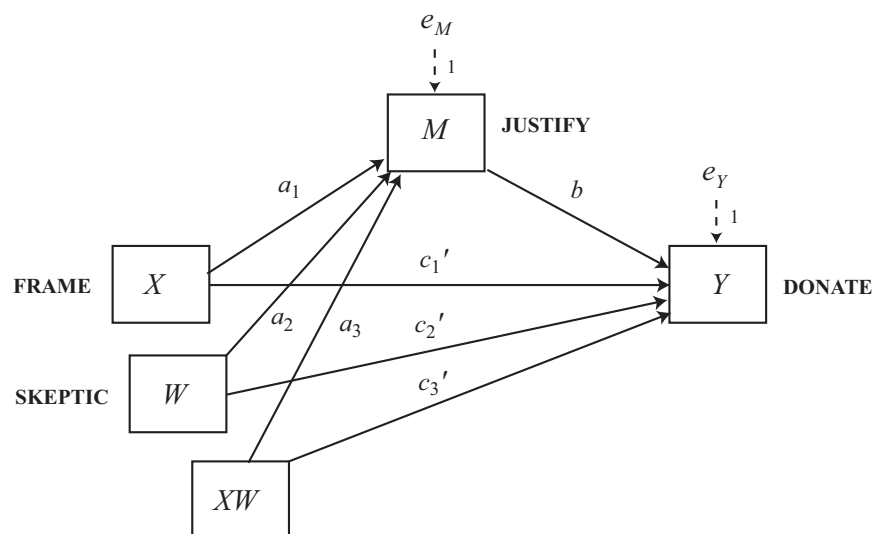 e_M
1
M
JUSTIFY
a_1
b
e_Y
1
FRAME
X
c_1'
Y
DONATE
a_2
a_3
c_2'
SKEPTIC
W
c_3'
XW